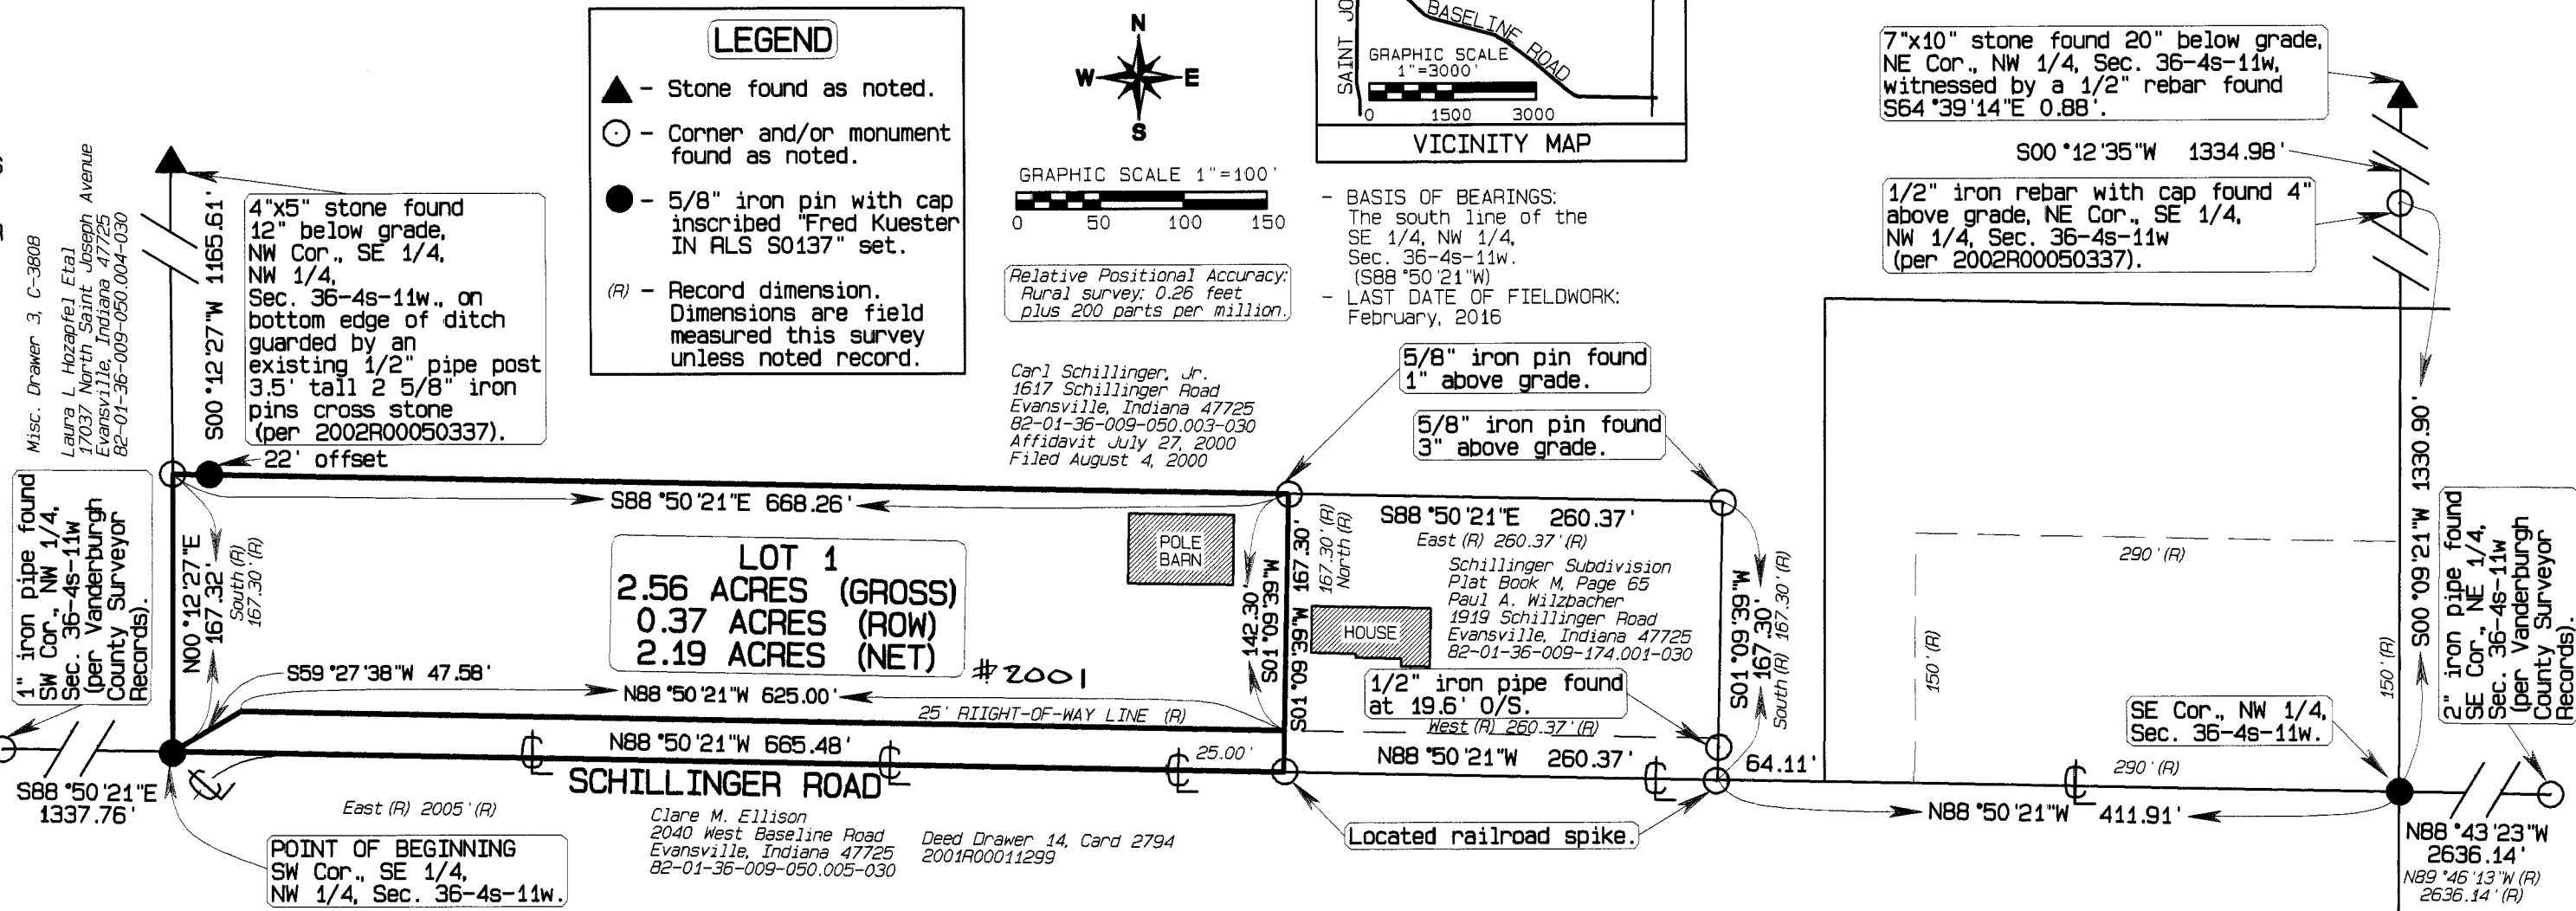 LEGEND
- Stone found as noted.
- Corner and/or monument
found as noted.
- 5/8" iron pin with cap
inscribed "Fred Kuester
IN RLS S0137" set.
(R) - Record dimension.
Dimensions are field
measured this survey
unless noted record.
N
W E
S
GRAPHIC SCALE 1"=100'
0 50 100 150
Relative Positional Accuracy:
Rural survey: 0.26 feet
plus 200 parts per million.
SAINT JO
BASELINE ROAD
GRAPHIC SCALE
1"=3000'
0 1500 3000
VICINITY MAP
- BASIS OF BEARINGS:
The south line of the
SE 1/4, NW 1/4,
Sec. 36-4s-11w.
(S88°50'21"W)
- LAST DATE OF FIELDWORK:
February, 2016
7"x10" stone found 20" below grade,
NE Cor., NW 1/4, Sec. 36-4s-11w,
witnessed by a 1/2" rebar found
S64°39'14"E 0.88'.
S00°12'35"W 1334.98'
1/2" iron rebar with cap found 4"
above grade, NE Cor., SE 1/4,
NW 1/4, Sec. 36-4s-11w
(per 2002R00050337).
Misc. Drawer 3, C-3808
Laura L Hozapfel Etal
17037 North Saint Joseph Avenue
Evansville, Indiana 47725
82-01-36-009-050.004-030
S00°12'27"W 1165.61'
4"x5" stone found
12" below grade,
NW Cor., SE 1/4,
NW 1/4,
Sec. 36-4s-11w., on
bottom edge of ditch
guarded by an
existing 1/2" pipe post
3.5' tall 2 5/8" iron
pins cross stone
(per 2002R00050337).
22' offset
Carl Schillinger, Jr.
1617 Schillinger Road
Evansville, Indiana 47725
82-01-36-009-050.003-030
Affidavit July 27, 2000
Filed August 4, 2000
5/8" iron pin found
1" above grade.
5/8" iron pin found
3" above grade.
1" iron pipe found
SW Cor., NW 1/4,
Sec. 36-4s-11w
(per Vanderburgh
County Surveyor
Records).
S88°50'21"E 668.26'
N00°12'27"E
167.32'
South (R)
167.30' (R)
LOT 1
2.56 ACRES (GROSS)
0.37 ACRES (ROW)
2.19 ACRES (NET)
#2001
POLE
BARN
142.30'
S01°09'39"W
S01°09'39"W 167.30'
167.30' (R)
North (R)
S88°50'21"E 260.37'
East (R) 260.37' (R)
Schillinger Subdivision
Plat Book M, Page 65
Paul A. Wilzbacher
1919 Schillinger Road
Evansville, Indiana 47725
82-01-36-009-174.001-030
HOUSE
1/2" iron pipe found
at 19.6' O/S.
West (R) 260.37' (R)
S01°09'39"W
167.30'
South (R) 167.30' (R)
290' (R)
150' (R)
150' (R)
S00°09'21"W 1330.90'
2" iron pipe found
SE Cor., NE 1/4,
Sec. 36-4s-11w
(per Vanderburgh
County Surveyor
Records).
SE Cor., NW 1/4,
Sec. 36-4s-11w.
S59°27'38"W 47.58'
N88°50'21"W 625.00'
25' RIIGHT-OF-WAY LINE (R)
N88°50'21"W 665.48'
25.00'
N88°50'21"W 260.37'
64.11'
290' (R)
SCHILLINGER ROAD
S88°50'21"E
1337.76'
East (R) 2005' (R)
N88°50'21"W 411.91'
N88°43'23"W
2636.14'
N89°46'13"W (R)
2636.14' (R)
POINT OF BEGINNING
SW Cor., SE 1/4,
NW 1/4, Sec. 36-4s-11w.
Clare M. Ellison
2040 West Baseline Road
Evansville, Indiana 47725
82-01-36-009-050.005-030
Deed Drawer 14, Card 2794
2001R00011299
Located railroad spike.